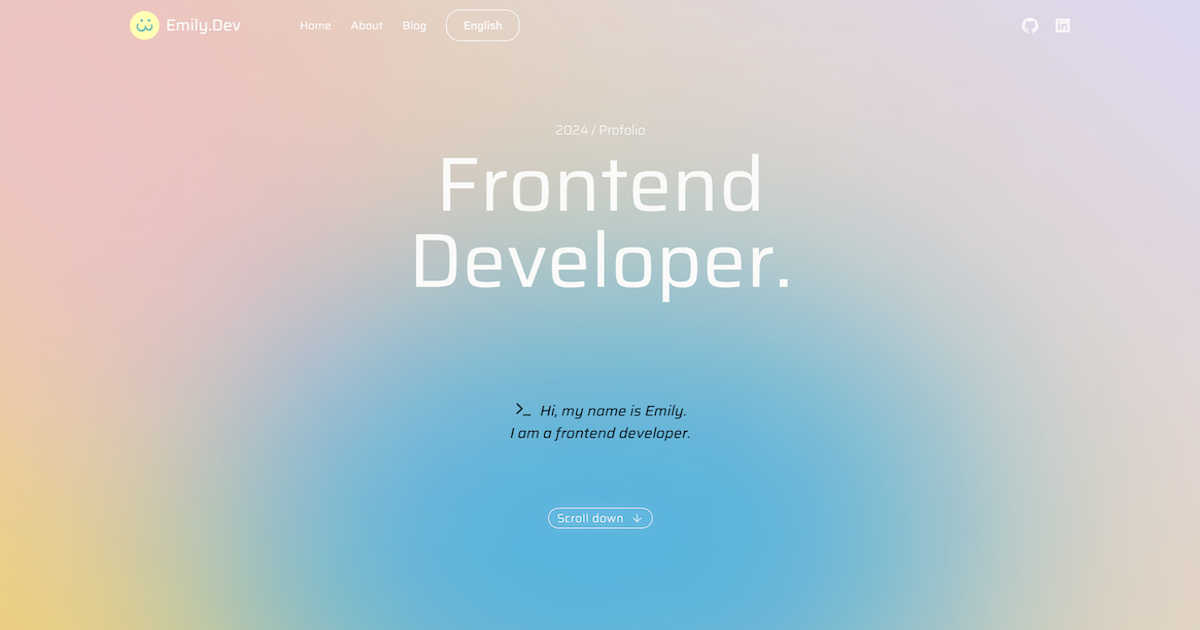 Emily.Dev
Home About Blog English
2024 / Profolio
Frontend
Developer.
>_ Hi, my name is Emily.
I am a frontend developer.
Scroll down ↓